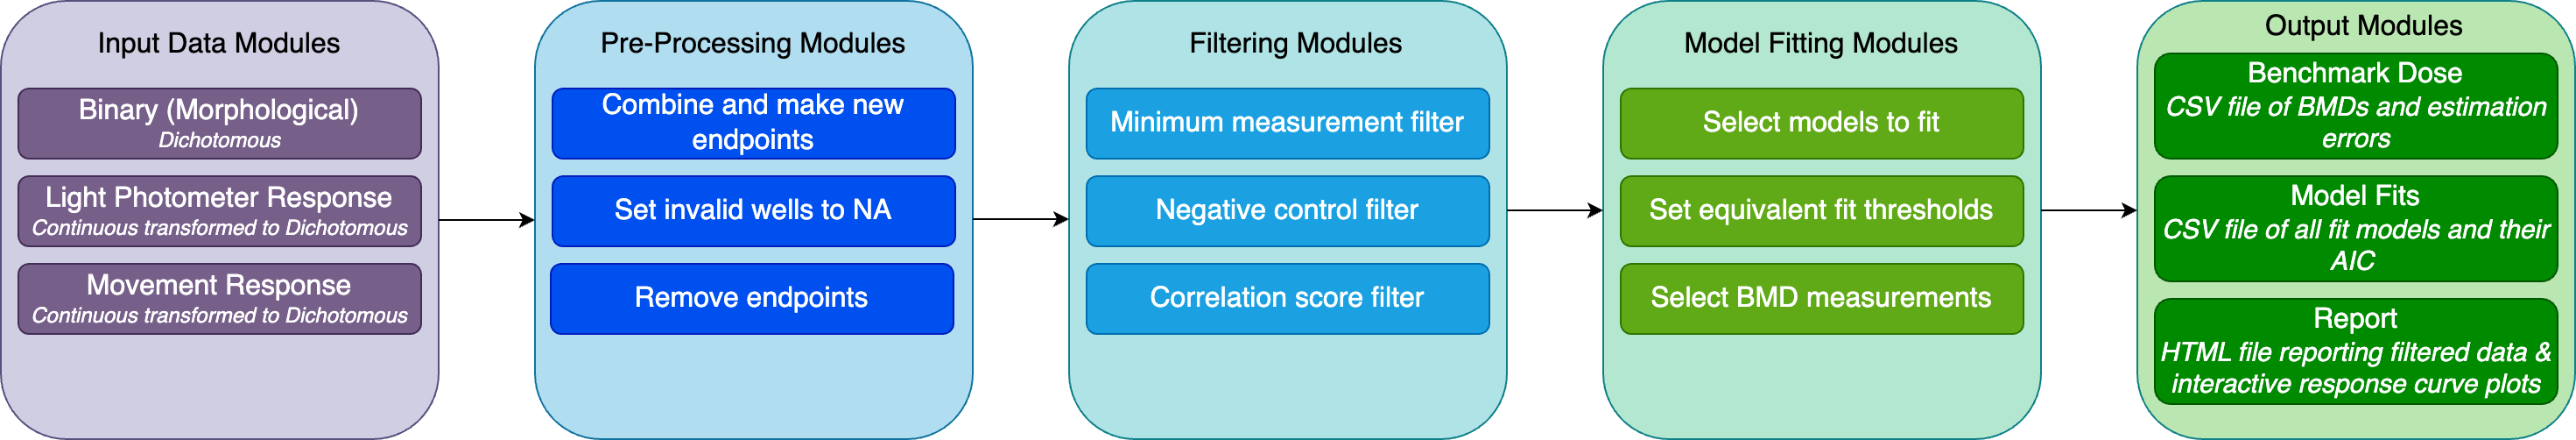 Input Data Modules
Binary (Morphological)
Dichotomous
Light Photometer Response
Continuous transformed to Dichotomous
Movement Response
Continuous transformed to Dichotomous
Pre-Processing Modules
Combine and make new
endpoints
Set invalid wells to NA
Remove endpoints
Filtering Modules
Minimum measurement filter
Negative control filter
Correlation score filter
Model Fitting Modules
Select models to fit
Set equivalent fit thresholds
Select BMD measurements
Output Modules
Benchmark Dose
CSV file of BMDs and estimation
errors
Model Fits
CSV file of all fit models and their
AIC
Report
HTML file reporting filtered data &
interactive response curve plots